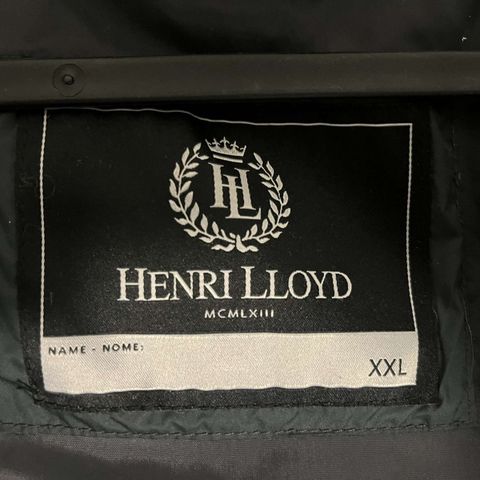 HL
HENRI LLOYD
MCMLXIII
NAME - NOME:
XXL